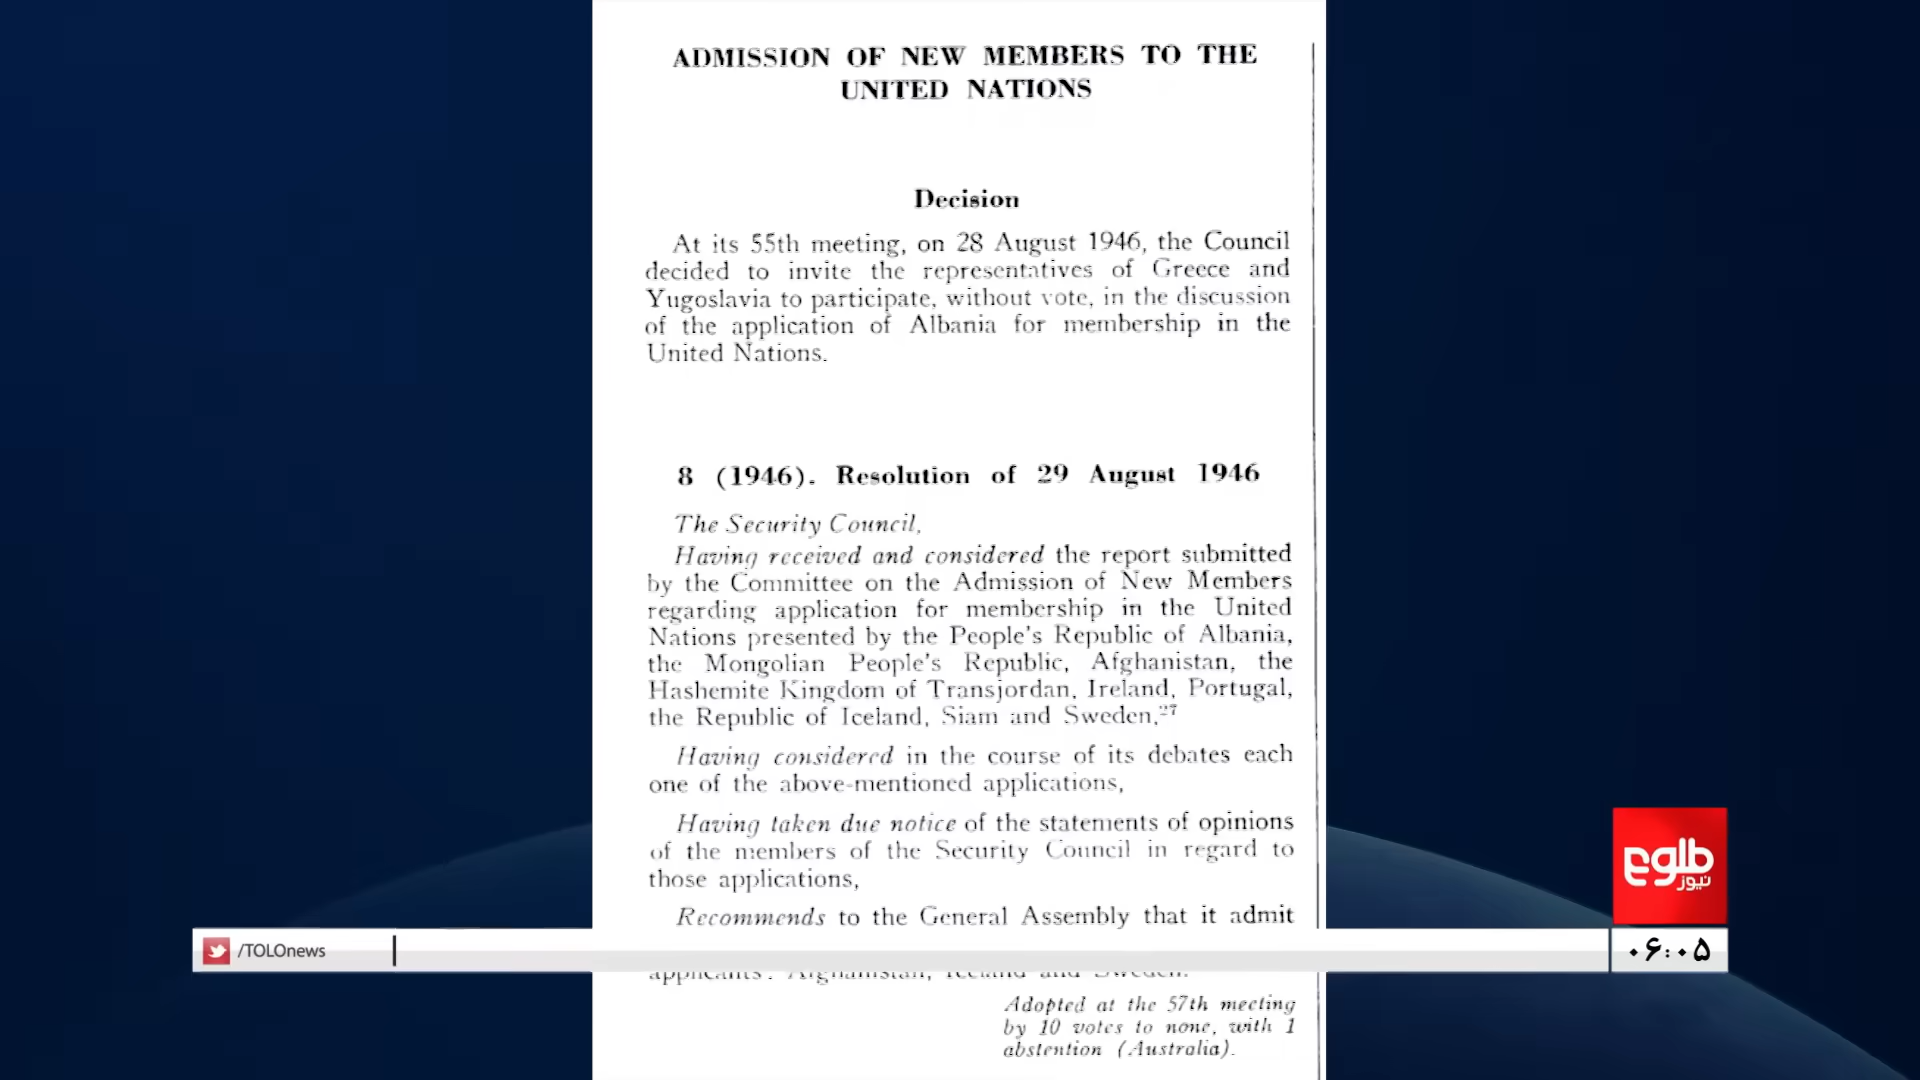 ADMISSION OF NEW MEMBERS TO THE
UNITED NATIONS
Decision
At its 55th meeting, on 28 August 1946, the Council
decided to invite the representatives of Greece and
Yugoslavia to participate, without vote, in the discussion
of the application of Albania for membership in the
United Nations.
8 (1946). Resolution of 29 August 1946
The Security Council,
Having received and considered the report submitted
by the Committee on the Admission of New Members
regarding application for membership in the United
Nations presented by the People's Republic of Albania,
the Mongolian People's Republic, Afghanistan, the
Hashemite Kingdom of Transjordan, Ireland, Portugal,
the Republic of Iceland, Siam and Sweden,²⁷
Having considered in the course of its debates each
one of the above-mentioned applications,
Having taken due notice of the statements of opinions
of the members of the Security Council in regard to
those applications,
Recommends to the General Assembly that it admit
applicants: Afghanistan, Iceland and Sweden.
Adopted at the 57th meeting
by 10 votes to none, with 1
abstention (Australia).
طلوع
نیوز
/TOLOnews
۰۶:۰۵